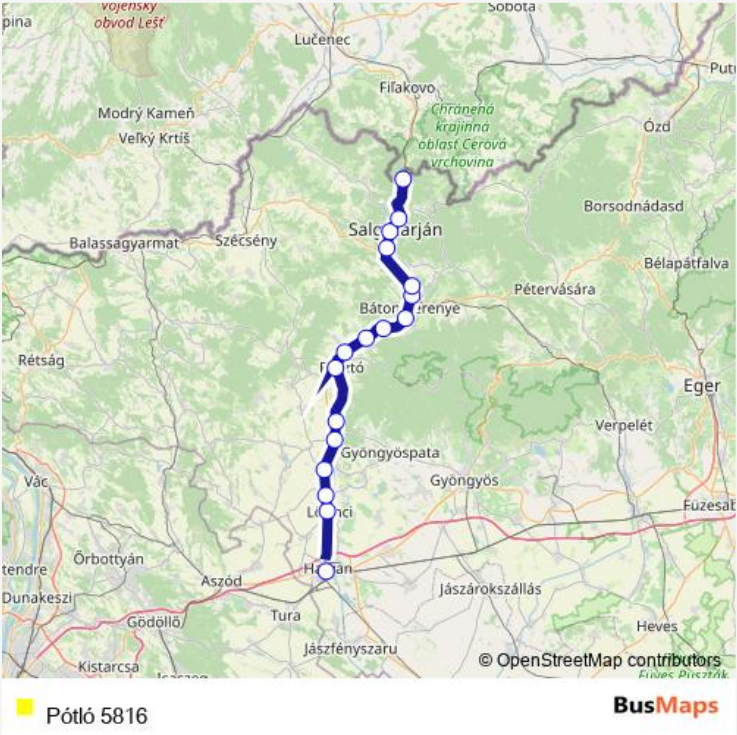 Vojenský
obvod Lešť
Sobota
pina
Lučenec
Putn
Fiľakovo
Modrý Kameň
Chránená
krajinná
oblasť Cerová
vrchovina
Ózd
Veľký Krtíš
Borsodnádasd
Balassagyarmat
Szécsény
Bélapátfalva
Pétervására
Rétság
Eger
Verpelét
Gyöngyöspata
Vác
Gyöngyös
Füzesab
Őrbottyán
tendre
Aszód
Jászárokszállás
Dunakeszi
Gödöllő
Tura
Heves
Jászfényszaru
Kistarcsa
© OpenStreetMap contributors
Pótló 5816
BusMaps